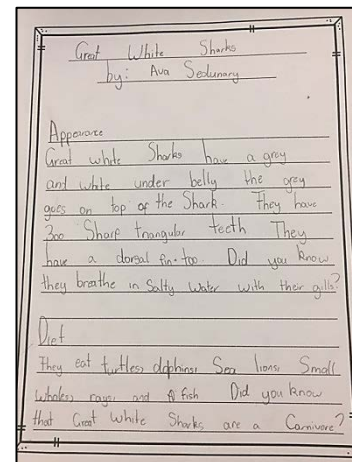 Great White Sharks
by: Ava Sedunary
Appearance
Great white Sharks have a grey
and white under belly the grey
goes on top of the Shark. They have
300 Sharp triangular teeth They
have a dorsal fin too. Did you know
they breathe in Salty Water with their gills?
Diet
They eat turtles, dolphins, Sea lions, Small
whales, rays, and fish Did you know
that Great White Sharks are a Carnivore?